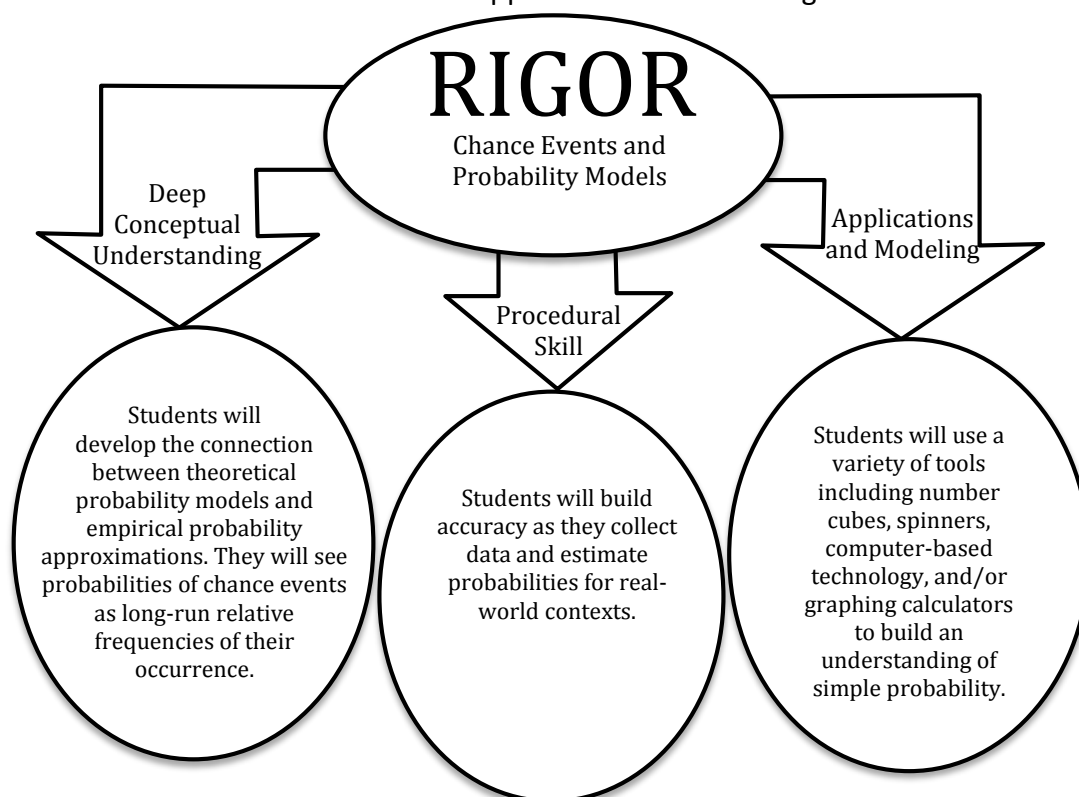 RIGOR
Chance Events and
Probability Models
Deep
Conceptual
Understanding
Procedural
Skill
Applications
and Modeling
Students will
develop the connection
between theoretical
probability models and
empirical probability
approximations. They will see
probabilities of chance events
as long-run relative
frequencies of their
occurrence.
Students will build
accuracy as they collect
data and estimate
probabilities for real-
world contexts.
Students will use a
variety of tools
including number
cubes, spinners,
computer-based
technology, and/or
graphing calculators
to build an
understanding of
simple probability.